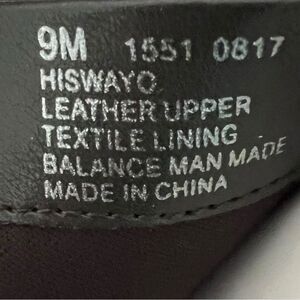 9M 1551 0817
HISWAYO
LEATHER UPPER
TEXTILE LINING
BALANCE MAN MADE
MADE IN CHINA